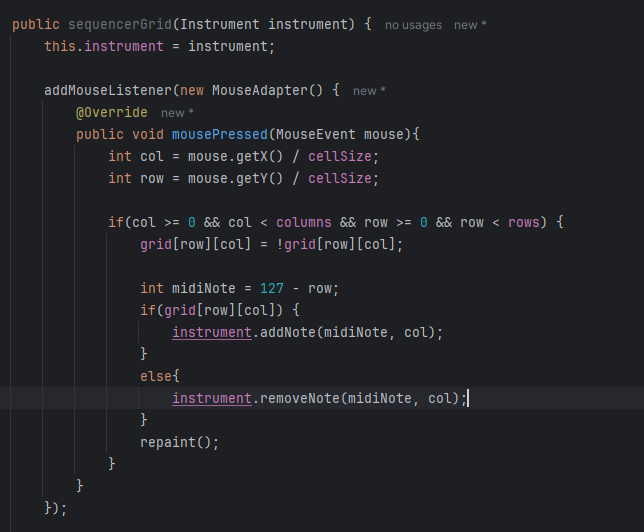 public sequencerGrid(Instrument instrument) { no usages new *
    this.instrument = instrument;

    addMouseListener(new MouseAdapter() { new *
        @Override new *
        public void mousePressed(MouseEvent mouse){
            int col = mouse.getX() / cellSize;
            int row = mouse.getY() / cellSize;

            if(col >= 0 && col < columns && row >= 0 && row < rows) {
                grid[row][col] = !grid[row][col];

                int midiNote = 127 - row;
                if(grid[row][col]) {
                    instrument.addNote(midiNote, col);
                }
                else{
                    instrument.removeNote(midiNote, col);
                }
                repaint();
            }
        }
    });